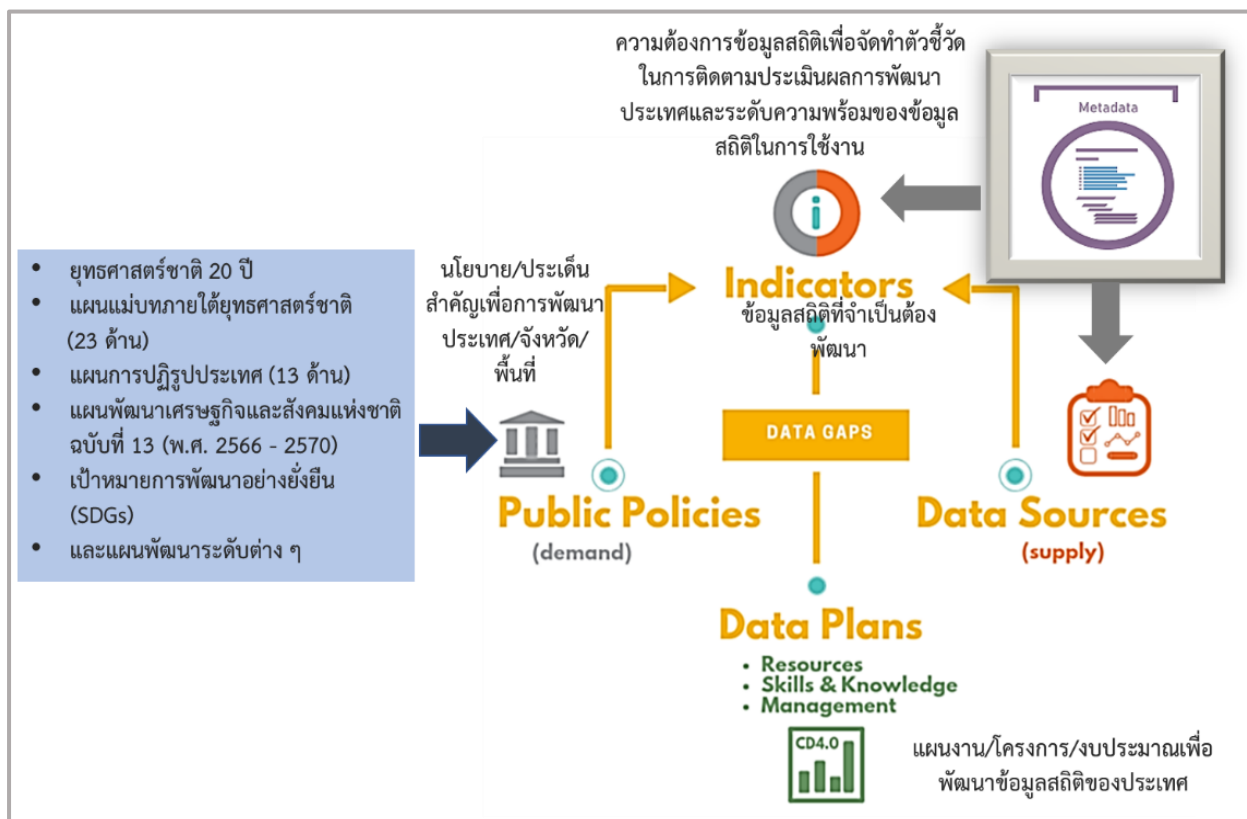 ความต้องการข้อมูลสถิติเพื่อจัดทำตัวชี้วัด
ในการติดตามประเมินผลการพัฒนา
ประเทศและระดับความพร้อมของข้อมูล
สถิติในการใช้งาน
Metadata
• ยุทธศาสตร์ชาติ 20 ปี
• แผนแม่บทภายใต้ยุทธศาสตร์ชาติ
(23 ด้าน)
• แผนการปฏิรูปประเทศ (13 ด้าน)
• แผนพัฒนาเศรษฐกิจและสังคมแห่งชาติ
ฉบับที่ 13 (พ.ศ. 2566 - 2570)
• เป้าหมายการพัฒนาอย่างยั่งยืน
(SDGs)
• และแผนพัฒนาระดับต่าง ๆ
นโยบาย/ประเด็น
สำคัญเพื่อการพัฒนา
ประเทศ/จังหวัด/
พื้นที่
Indicators
ข้อมูลสถิติที่จำเป็นต้อง
พัฒนา
DATA GAPS
Public Policies
(demand)
Data Sources
(supply)
Data Plans
• Resources
• Skills & Knowledge
• Management
CD4.0
แผนงาน/โครงการ/งบประมาณเพื่อ
พัฒนาข้อมูลสถิติของประเทศ